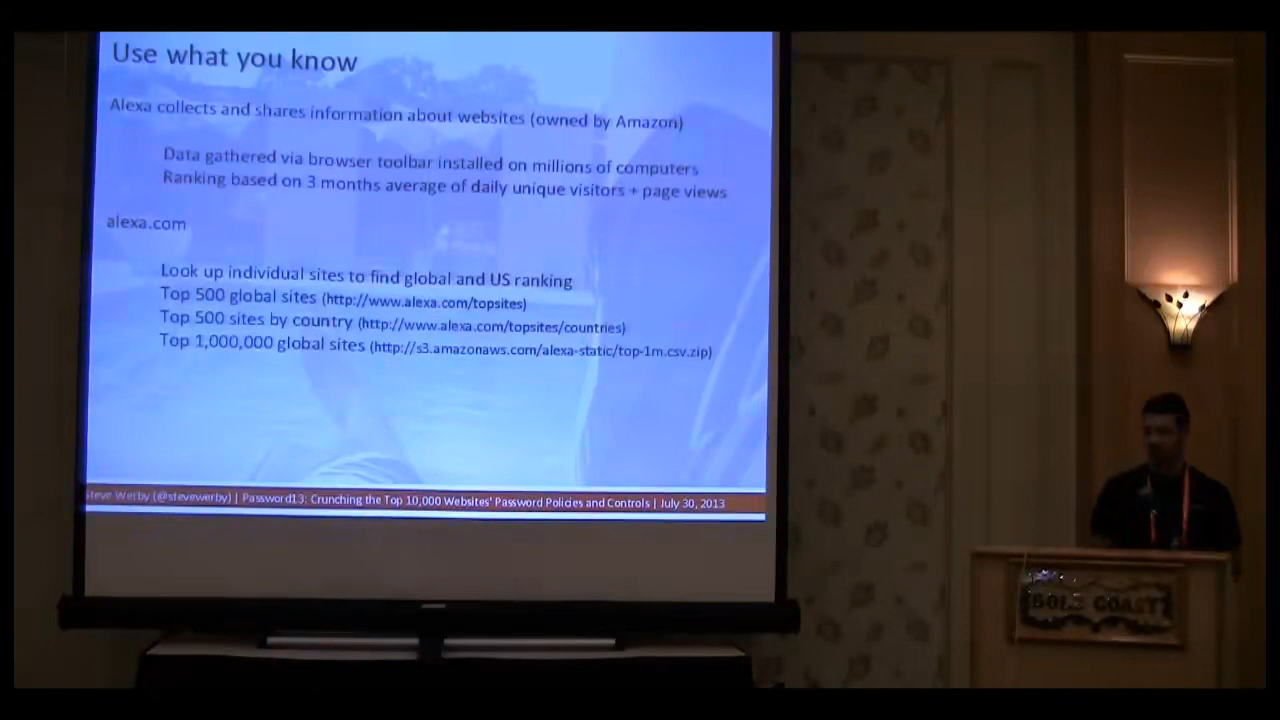 Use what you know
Alexa collects and shares information about websites (owned by Amazon)
Data gathered via browser toolbar installed on millions of computers
Ranking based on 3 months average of daily unique visitors + page views
alexa.com
Look up individual sites to find global and US ranking
Top 500 global sites (http://www.alexa.com/topsites)
Top 500 sites by country (http://www.alexa.com/topsites/countries)
Top 1,000,000 global sites (http://s3.amazonaws.com/alexa-static/top-1m.csv.zip)
Steve Werby (@stevewerby) | Password13: Crunching the Top 10,000 Websites' Password Policies and Controls | July 30, 2013
GOLD COAST